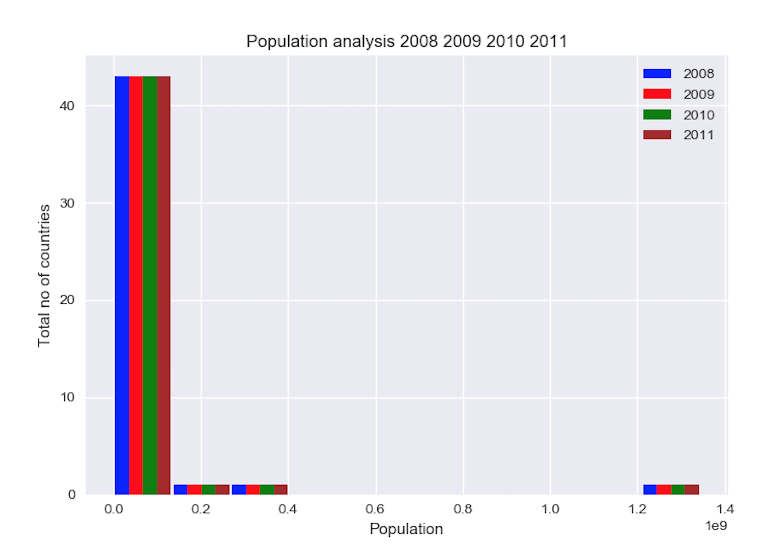 Population analysis 2008 2009 2010 2011
2008
2009
2010
2011
Total no of countries
40
30
20
10
0
0.0 0.2 0.4 0.6 0.8 1.0 1.2 1.4
1e9
Population